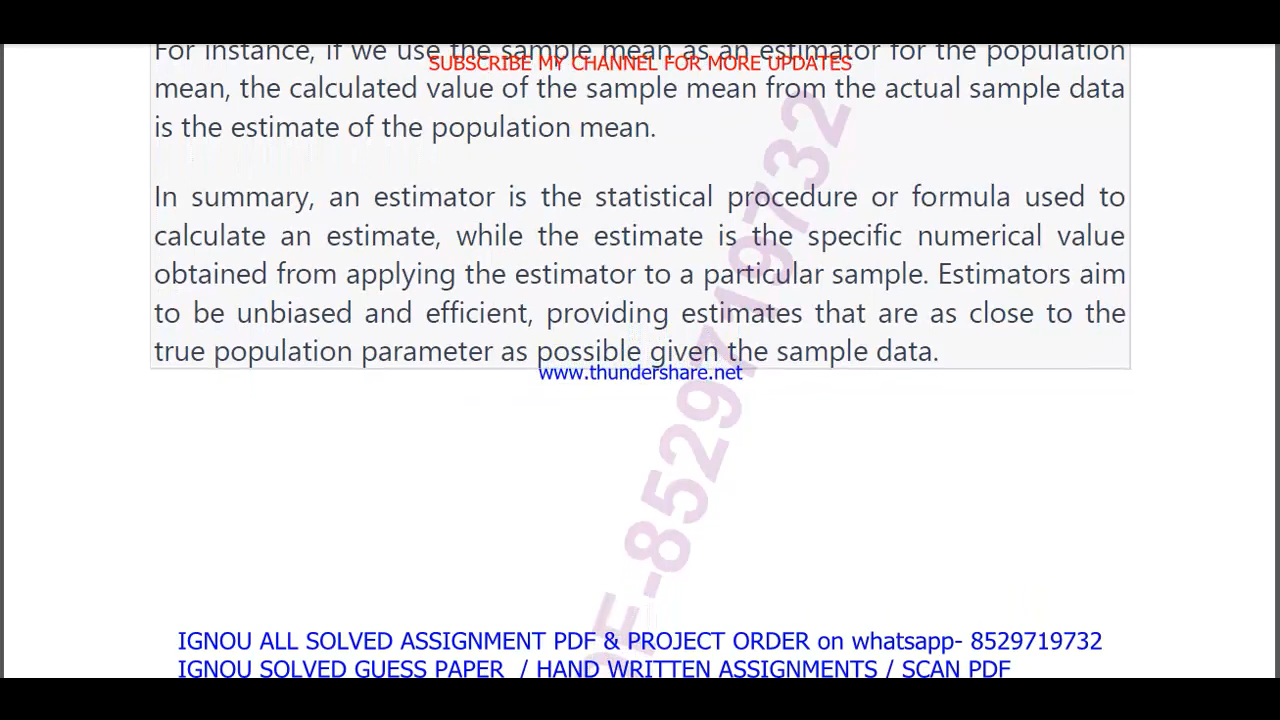 For instance, if we use the sample mean as an estimator for the population
SUBSCRIBE MY CHANNEL FOR MORE UPDATES
mean, the calculated value of the sample mean from the actual sample data
is the estimate of the population mean.
In summary, an estimator is the statistical procedure or formula used to
calculate an estimate, while the estimate is the specific numerical value
obtained from applying the estimator to a particular sample. Estimators aim
to be unbiased and efficient, providing estimates that are as close to the
true population parameter as possible given the sample data.
www.thundershare.net
-8529719732
IGNOU ALL SOLVED ASSIGNMENT PDF & PROJECT ORDER on whatsapp- 8529719732
IGNOU SOLVED GUESS PAPER / HAND WRITTEN ASSIGNMENTS / SCAN PDF